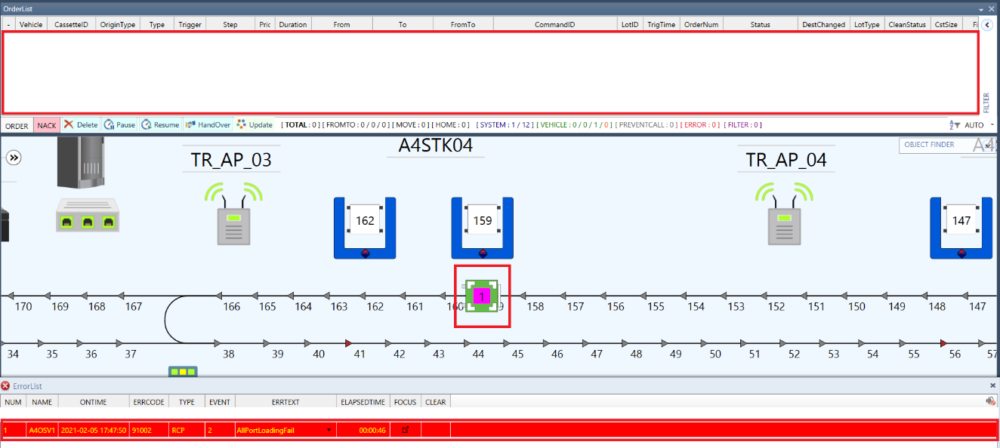 OrderList
- Vehicle CassetteID OriginType Type Trigger Step Pric Duration From To FromTo CommandID LotID TrigTime OrderNum Status DestChanged LotType CleanStatus CstSize Fi
FILTER
ORDER NACK Delete Pause Resume HandOver Update [ TOTAL : 0 ] [ FROMTO : 0 / 0 / 0 ] [ MOVE : 0 ] [ HOME : 0 ] [ SYSTEM : 1 / 12 ] [ VEHICLE : 0 / 0 / 1 / 0 ] [ PREVENTCALL : 0 ] [ ERROR : 0 ] [ FILTER : 0 ] AUTO
A4STK04 OBJECT FINDER A4S
TR_AP_03 TR_AP_04
162 159 147
1
170 169 168 167 166 165 164 163 162 161 160 9 158 157 156 155 154 153 152 151 150 149 148 147
34 35 36 37 38 39 40 41 42 43 44 45 46 47 48 49 50 51 52 53 54 55 56 57
ErrorList
NUM NAME ONTIME ERRCODE TYPE EVENT ERRTEXT ELAPSEDTIME FOCUS CLEAR
1 A4OSV1 2021-02-05 17:47:50 91002 RCP 2 AllPortLoadingFail 00:00:46